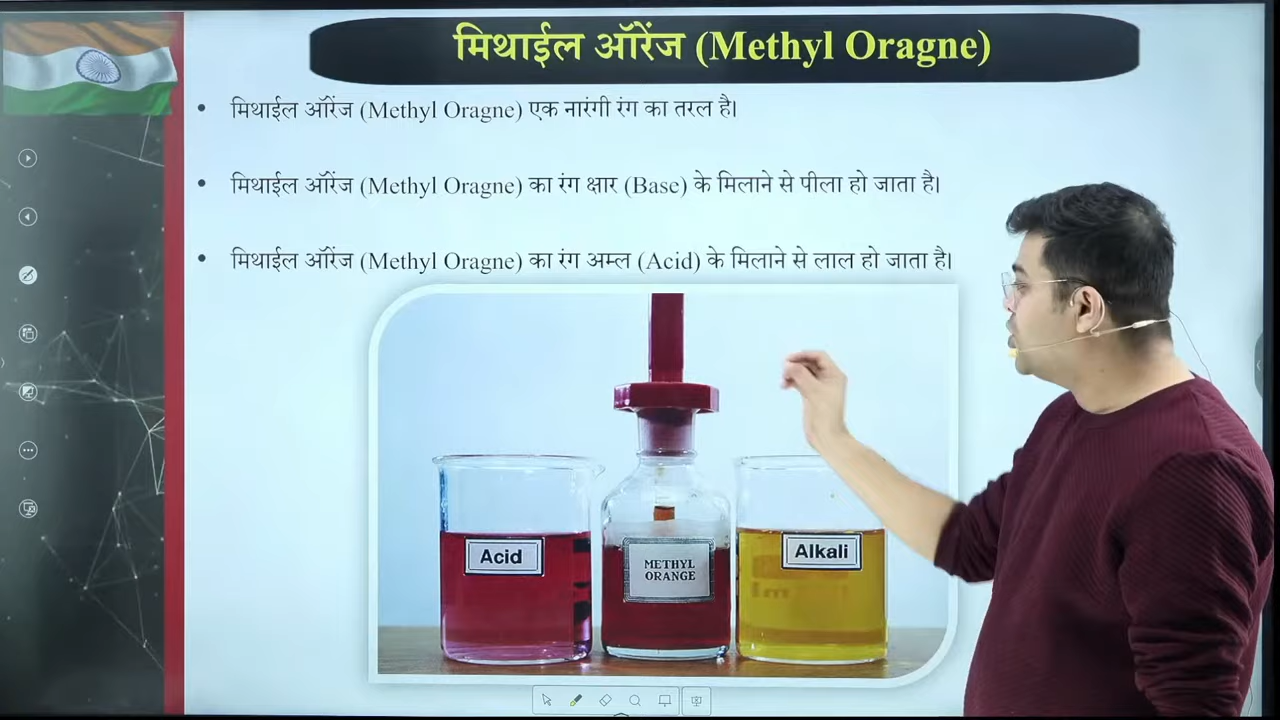 मिथाईल ऑरेंज (Methyl Oragne)
• मिथाईल ऑरेंज (Methyl Oragne) एक नारंगी रंग का तरल है।
• मिथाईल ऑरेंज (Methyl Oragne) का रंग क्षार (Base) के मिलाने से पीला हो जाता है।
• मिथाईल ऑरेंज (Methyl Oragne) का रंग अम्ल (Acid) के मिलाने से लाल हो जाता है।
Acid
METHYL
ORANGE
Alkali